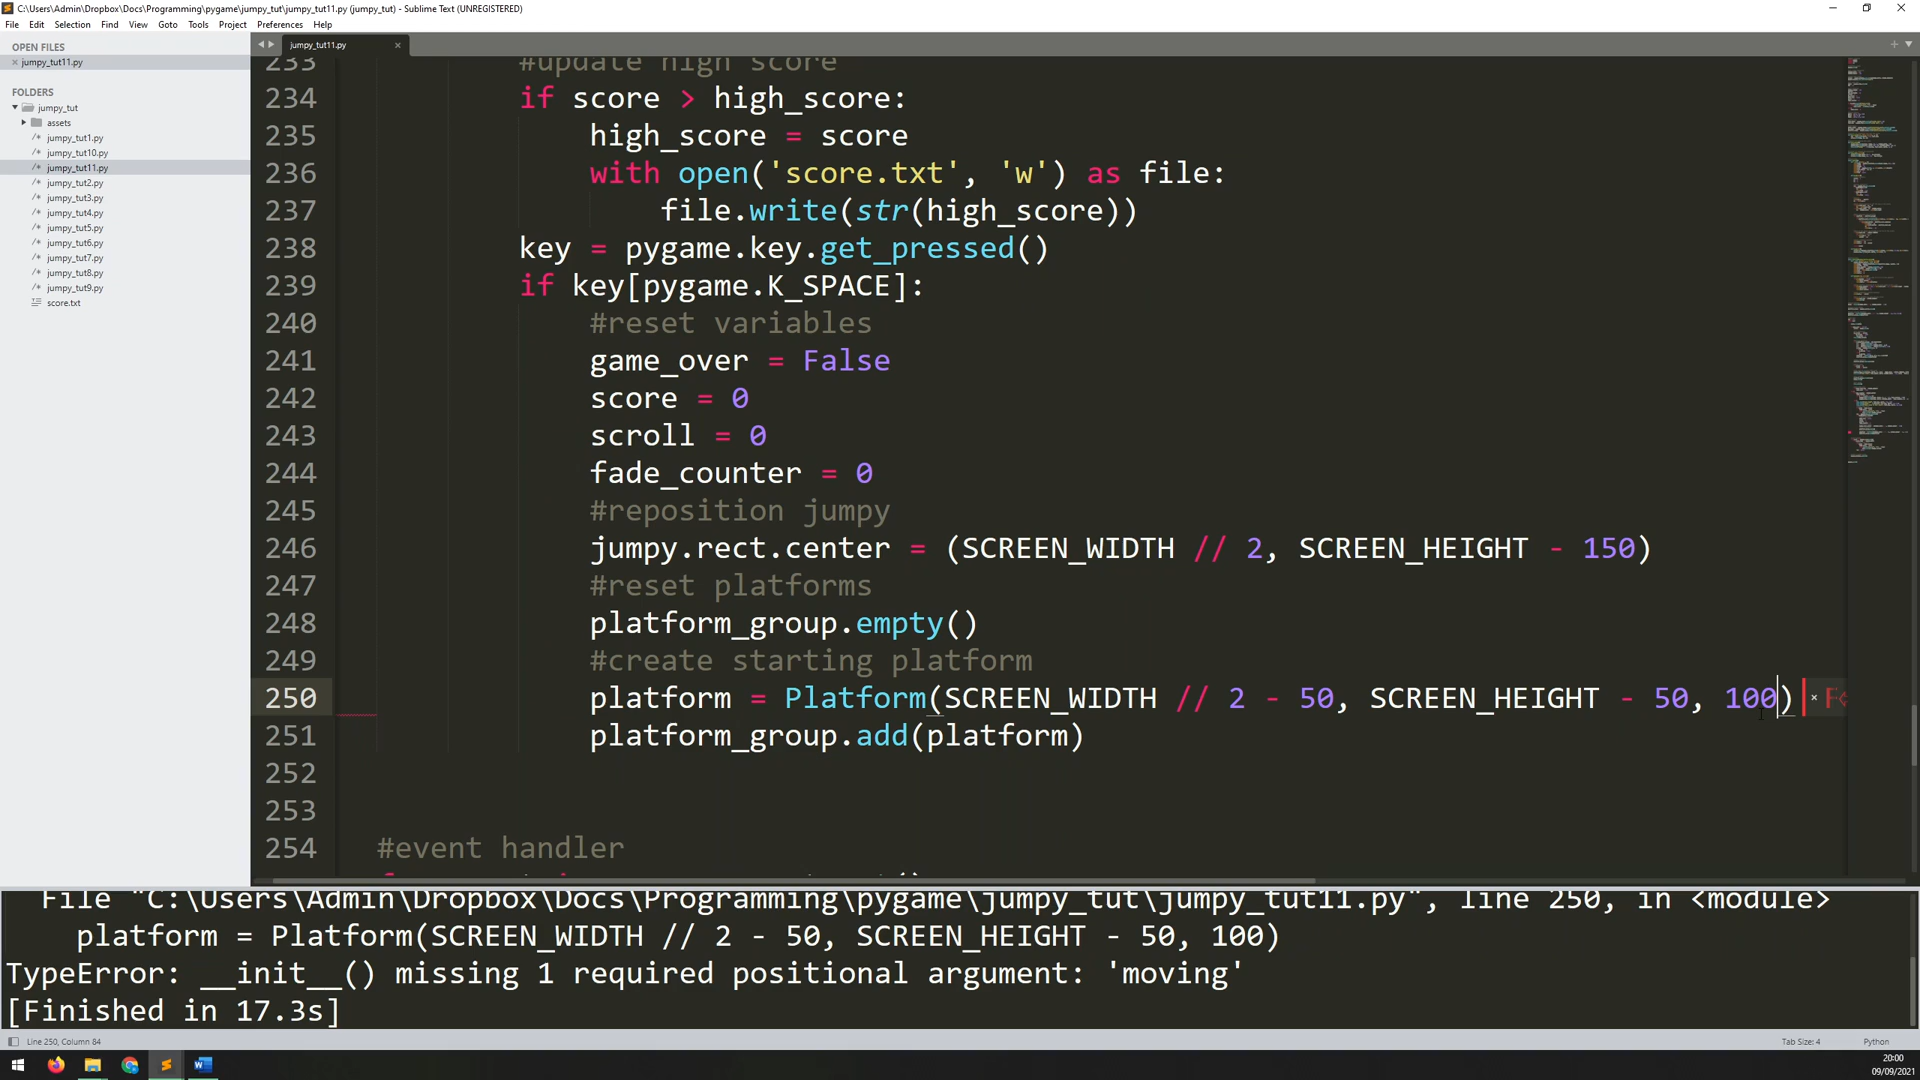 C:\Users\Admin\Dropbox\Docs\Programming\pygame\jumpy_tut\jumpy_tut11.py (jumpy_tut) - Sublime Text (UNREGISTERED)
File Edit Selection Find View Goto Tools Project Preferences Help
OPEN FILES
jumpy_tut11.py
FOLDERS
jumpy_tut
assets
jumpy_tut1.py
jumpy_tut10.py
jumpy_tut11.py
jumpy_tut2.py
jumpy_tut3.py
jumpy_tut4.py
jumpy_tut5.py
jumpy_tut6.py
jumpy_tut7.py
jumpy_tut8.py
jumpy_tut9.py
score.txt
jumpy_tut11.py
233 #update high score
234 if score > high_score:
235 high_score = score
236 with open('score.txt', 'w') as file:
237 file.write(str(high_score))
238 key = pygame.key.get_pressed()
239 if key[pygame.K_SPACE]:
240 #reset variables
241 game_over = False
242 score = 0
243 scroll = 0
244 fade_counter = 0
245 #reposition jumpy
246 jumpy.rect.center = (SCREEN_WIDTH // 2, SCREEN_HEIGHT - 150)
247 #reset platforms
248 platform_group.empty()
249 #create starting platform
250 platform = Platform(SCREEN_WIDTH // 2 - 50, SCREEN_HEIGHT - 50, 100)
251 platform_group.add(platform)
252
253
254 #event handler
File "C:\Users\Admin\Dropbox\Docs\Programming\pygame\jumpy_tut\jumpy_tut11.py", line 250, in <module>
platform = Platform(SCREEN_WIDTH // 2 - 50, SCREEN_HEIGHT - 50, 100)
TypeError: __init__() missing 1 required positional argument: 'moving'
[Finished in 17.3s]
Line 250, Column 84
Tab Size: 4
Python
20:00
09/09/2021